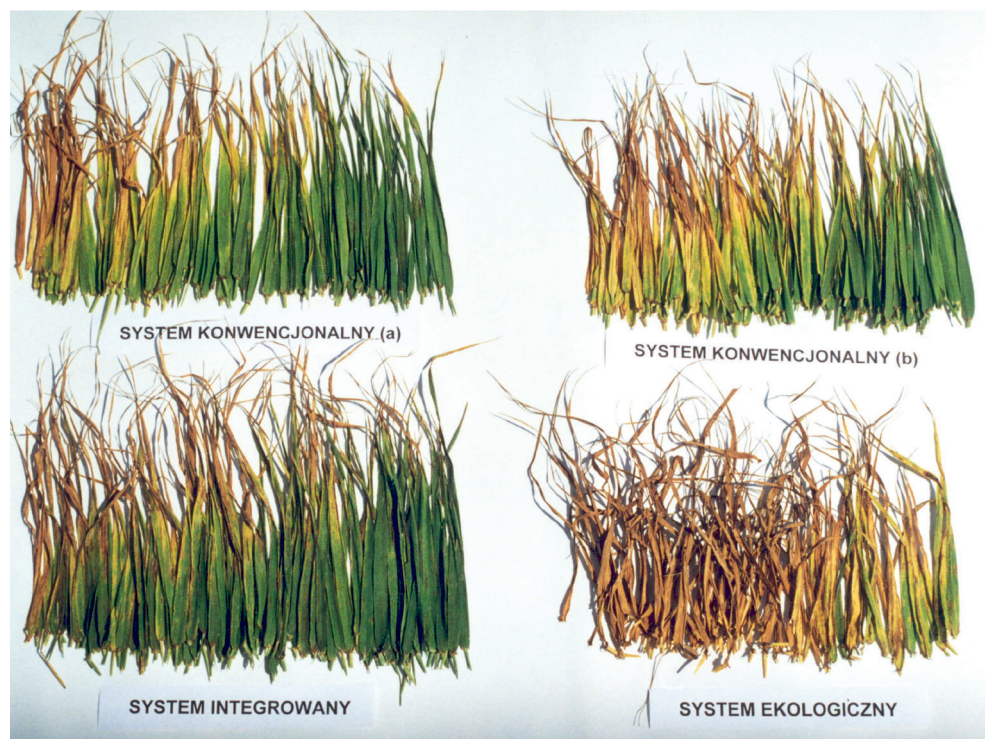 SYSTEM KONWENCJONALNY (a)
SYSTEM KONWENCJONALNY (b)
SYSTEM INTEGROWANY
SYSTEM EKOLOGICZNY